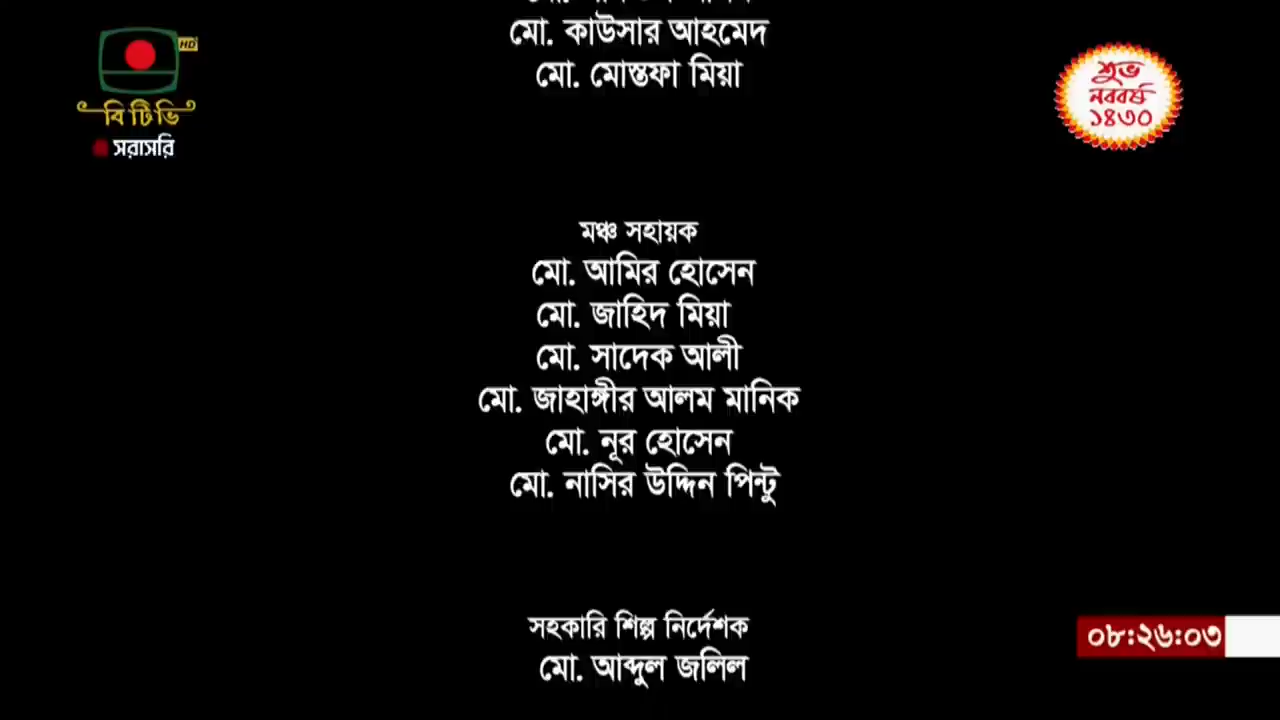 মো. কাউসার আহমেদ
মো. মোস্তফা মিয়া
HD
বি টি ভি
সরাসরি
শুভ
নববর্ষ
১৪৩০
মঞ্চ সহায়ক
মো. আমির হোসেন
মো. জাহিদ মিয়া
মো. সাদেক আলী
মো. জাহাঙ্গীর আলম মানিক
মো. নূর হোসেন
মো. নাসির উদ্দিন পিন্টু
সহকারি শিল্প নির্দেশক
মো. আব্দুল জলিল
০৮:২৬:০৩